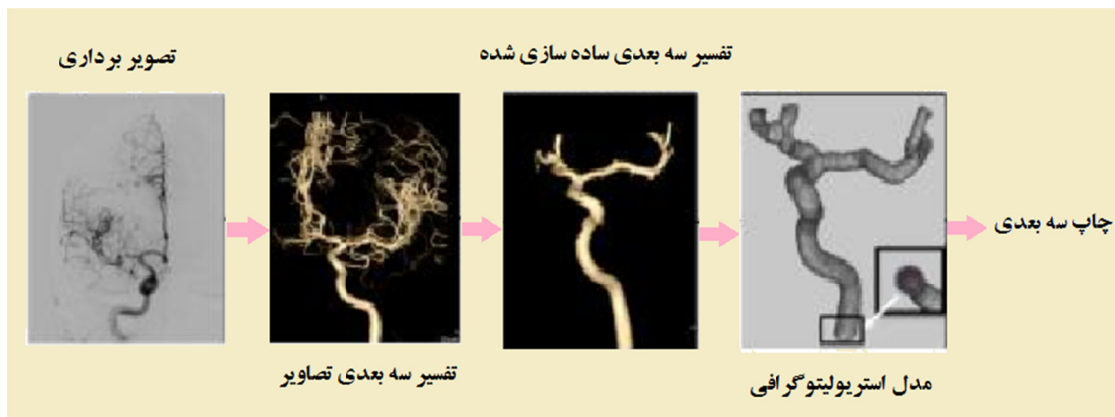 تصویر برداری
تفسیر سه بعدی ساده سازی شده
چاپ سه بعدی
تفسیر سه بعدی تصاویر
مدل استریولیتوگرافی